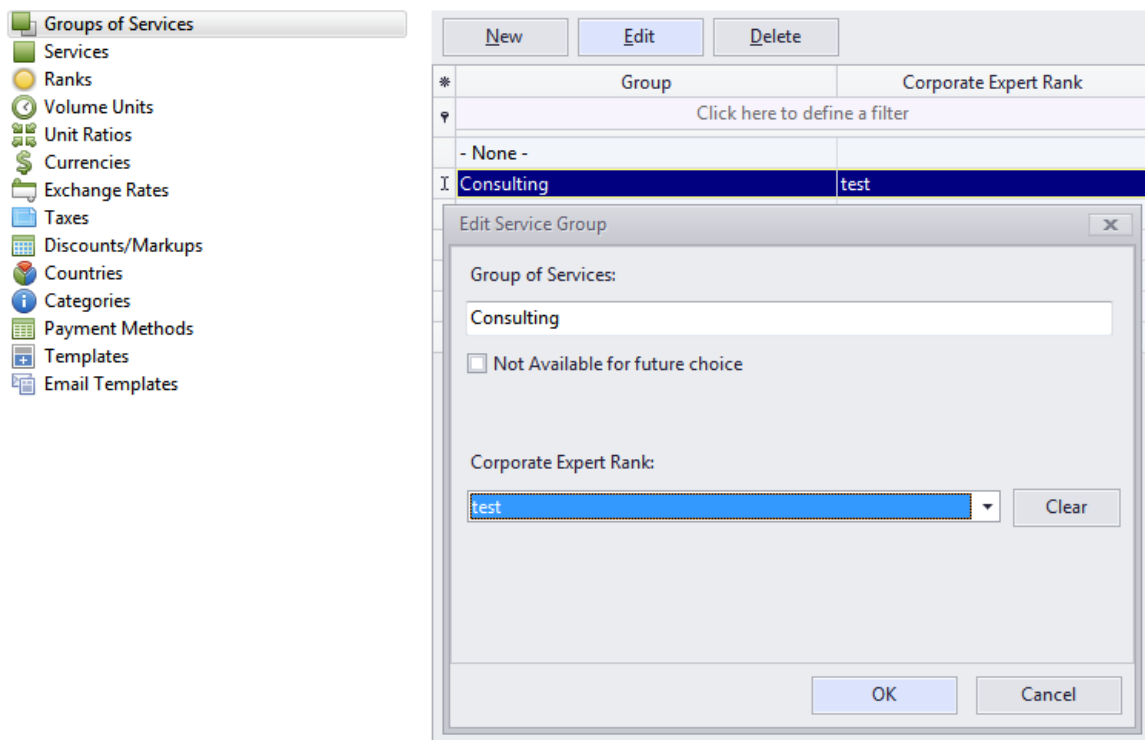 Groups of Services
Services
Ranks
Volume Units
Unit Ratios
Currencies
Exchange Rates
Taxes
Discounts/Markups
Countries
Categories
Payment Methods
Templates
Email Templates
New Edit Delete
Group Corporate Expert Rank
Click here to define a filter
- None -
Consulting test
Edit Service Group
Group of Services:
Consulting
Not Available for future choice
Corporate Expert Rank:
test Clear
OK Cancel